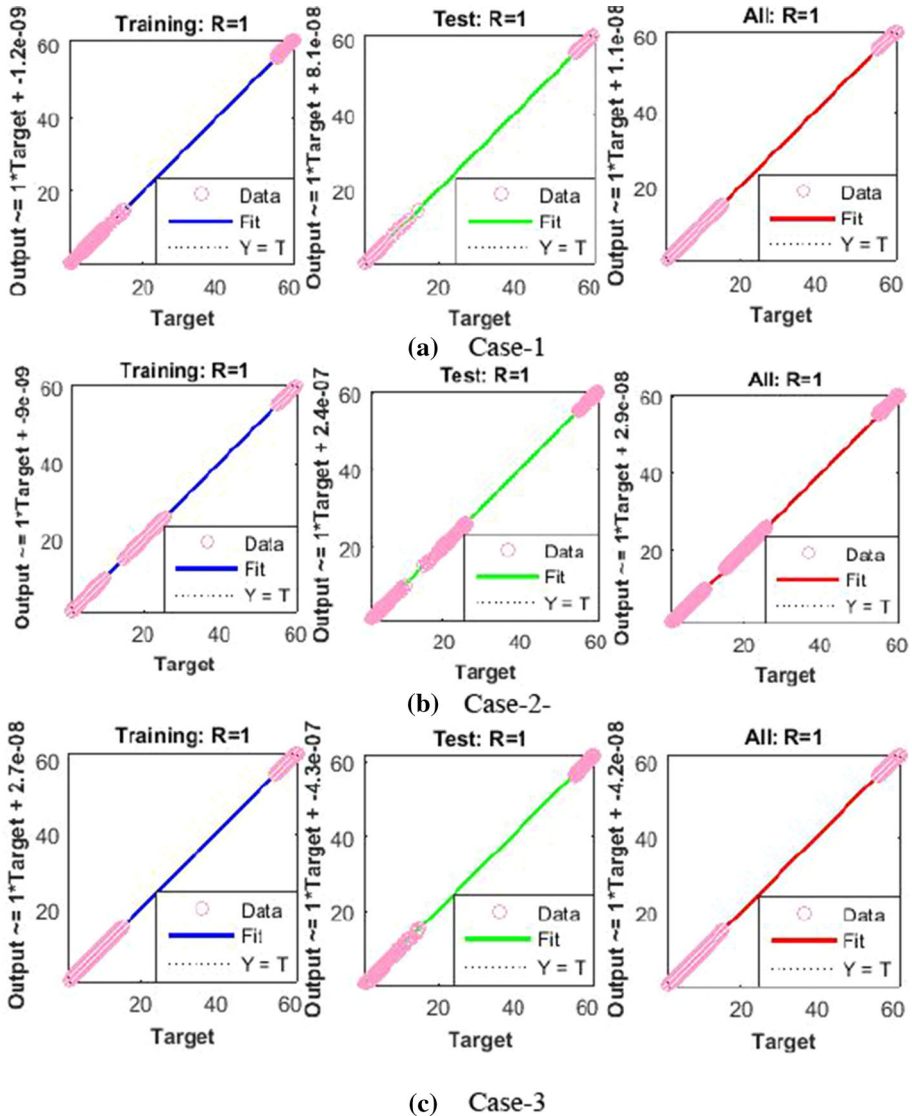 Training: R=1
Output ~= 1*Target + -1.2e-09
60
40
20
Data
Fit
Y = T
20 40 60
Target
Test: R=1
Output ~= 1*Target + 8.1e-08
60
40
20
Data
Fit
Y = T
20 40 60
Target
All: R=1
Output ~= 1*Target + 1.1e-08
60
40
20
Data
Fit
Y = T
20 40 60
Target
(a) Case-1
Training: R=1
Output ~= 1*Target + -9e-09
60
40
20
Data
Fit
Y = T
20 40 60
Target
Test: R=1
Output ~= 1*Target + 2.4e-07
60
40
20
Data
Fit
Y = T
20 40 60
Target
All: R=1
Output ~= 1*Target + 2.9e-08
60
40
20
Data
Fit
Y = T
20 40 60
Target
(b) Case-2-
Training: R=1
Output ~= 1*Target + 2.7e-08
60
40
20
Data
Fit
Y = T
20 40 60
Target
Test: R=1
Output ~= 1*Target + -4.3e-07
60
40
20
Data
Fit
Y = T
20 40 60
Target
All: R=1
Output ~= 1*Target + -4.2e-08
60
40
20
Data
Fit
Y = T
20 40 60
Target
(c) Case-3